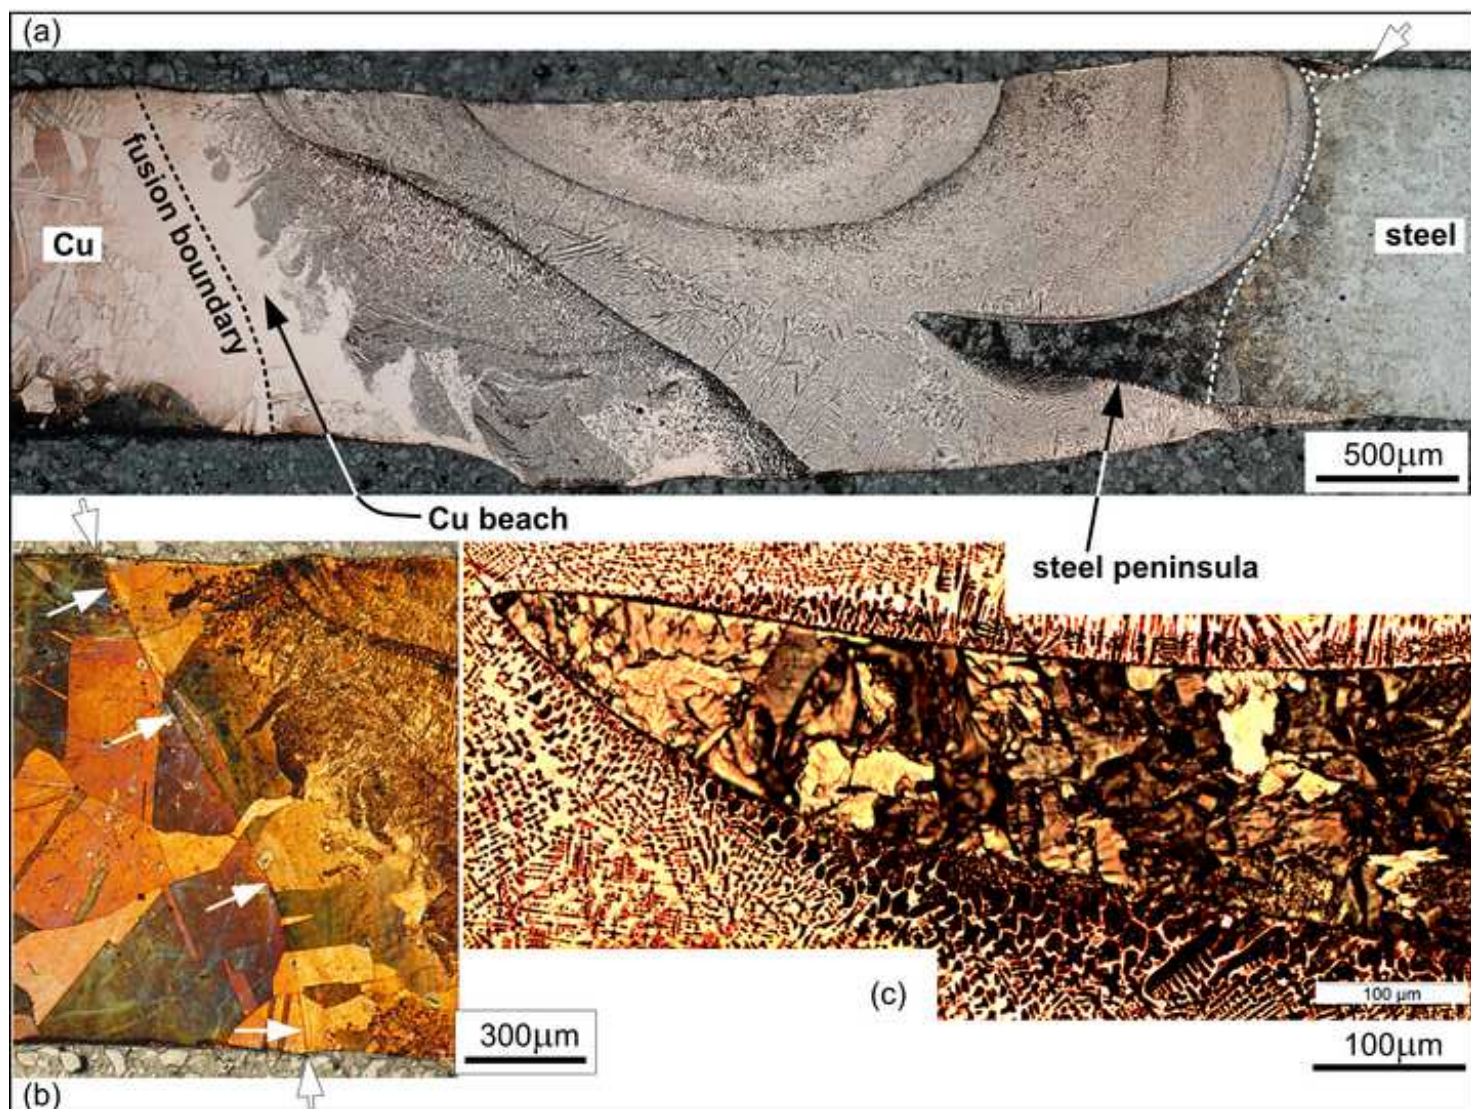 (a)
fusion boundary
Cu
steel
500μm
Cu beach
steel peninsula
300μm
(b)
(c)
100 μm
100μm